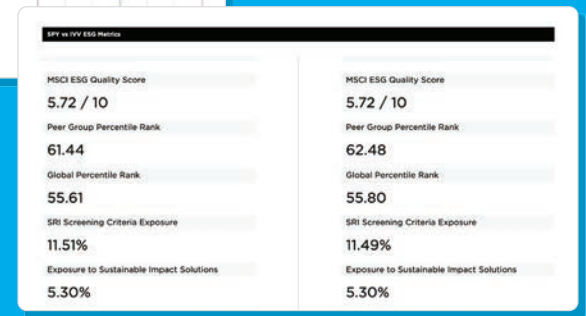 SPY vs IVV ESG Metrics
MSCI ESG Quality Score
5.72 / 10
Peer Group Percentile Rank
61.44
Global Percentile Rank
55.61
SRI Screening Criteria Exposure
11.51%
Exposure to Sustainable Impact Solutions
5.30%
MSCI ESG Quality Score
5.72 / 10
Peer Group Percentile Rank
62.48
Global Percentile Rank
55.80
SRI Screening Criteria Exposure
11.49%
Exposure to Sustainable Impact Solutions
5.30%